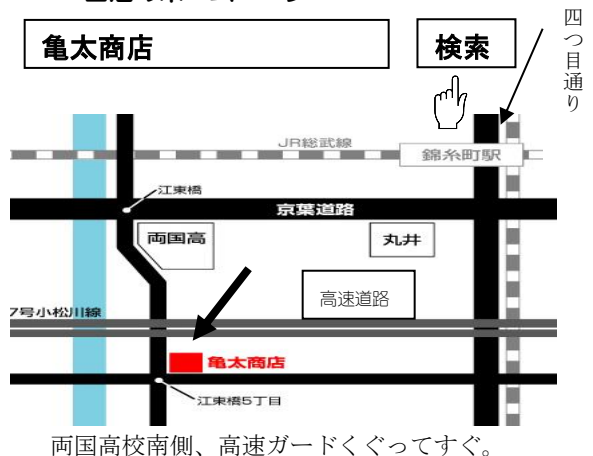 亀太商店
検索
四つ目通り
JR総武線
錦糸町駅
江東橋
京葉道路
両国高
丸井
高速道路
7号小松川線
亀太商店
江東橋5丁目
両国高校南側、高速ガードくぐってすぐ。